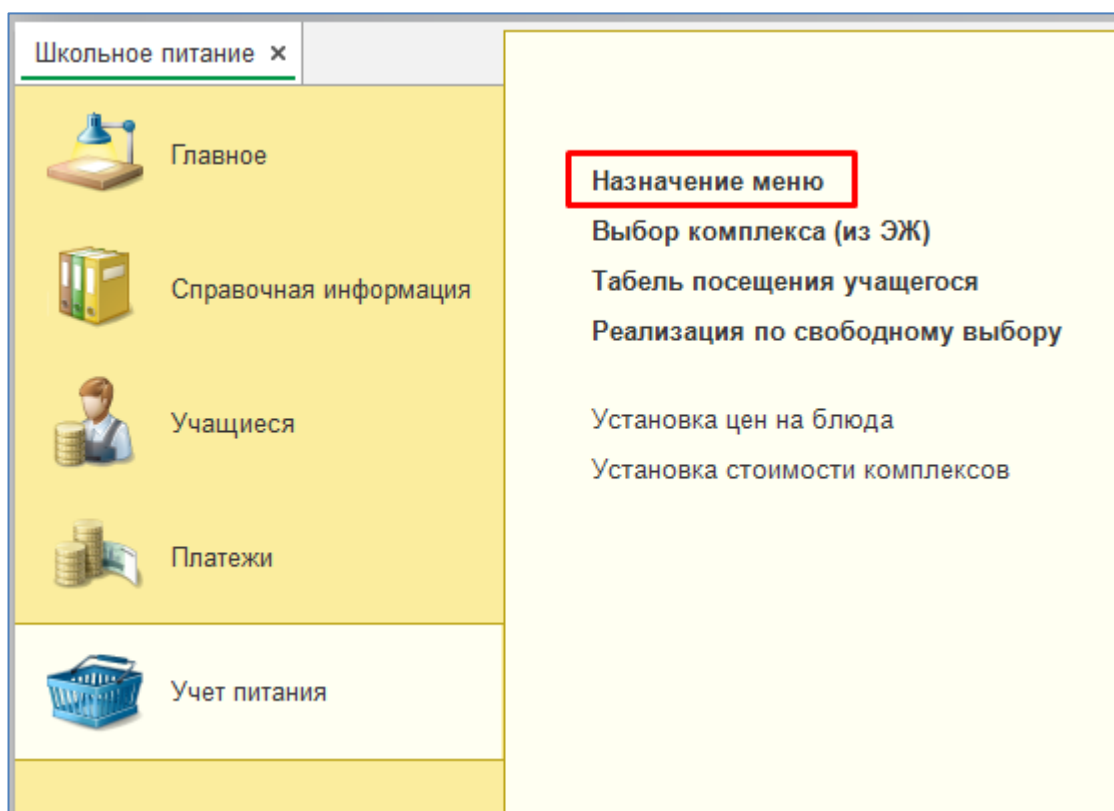 Школьное питание ×
Главное
Справочная информация
Учащиеся
Платежи
Учет питания
Назначение меню
Выбор комплекса (из ЭЖ)
Табель посещения учащегося
Реализация по свободному выбору
Установка цен на блюда
Установка стоимости комплексов